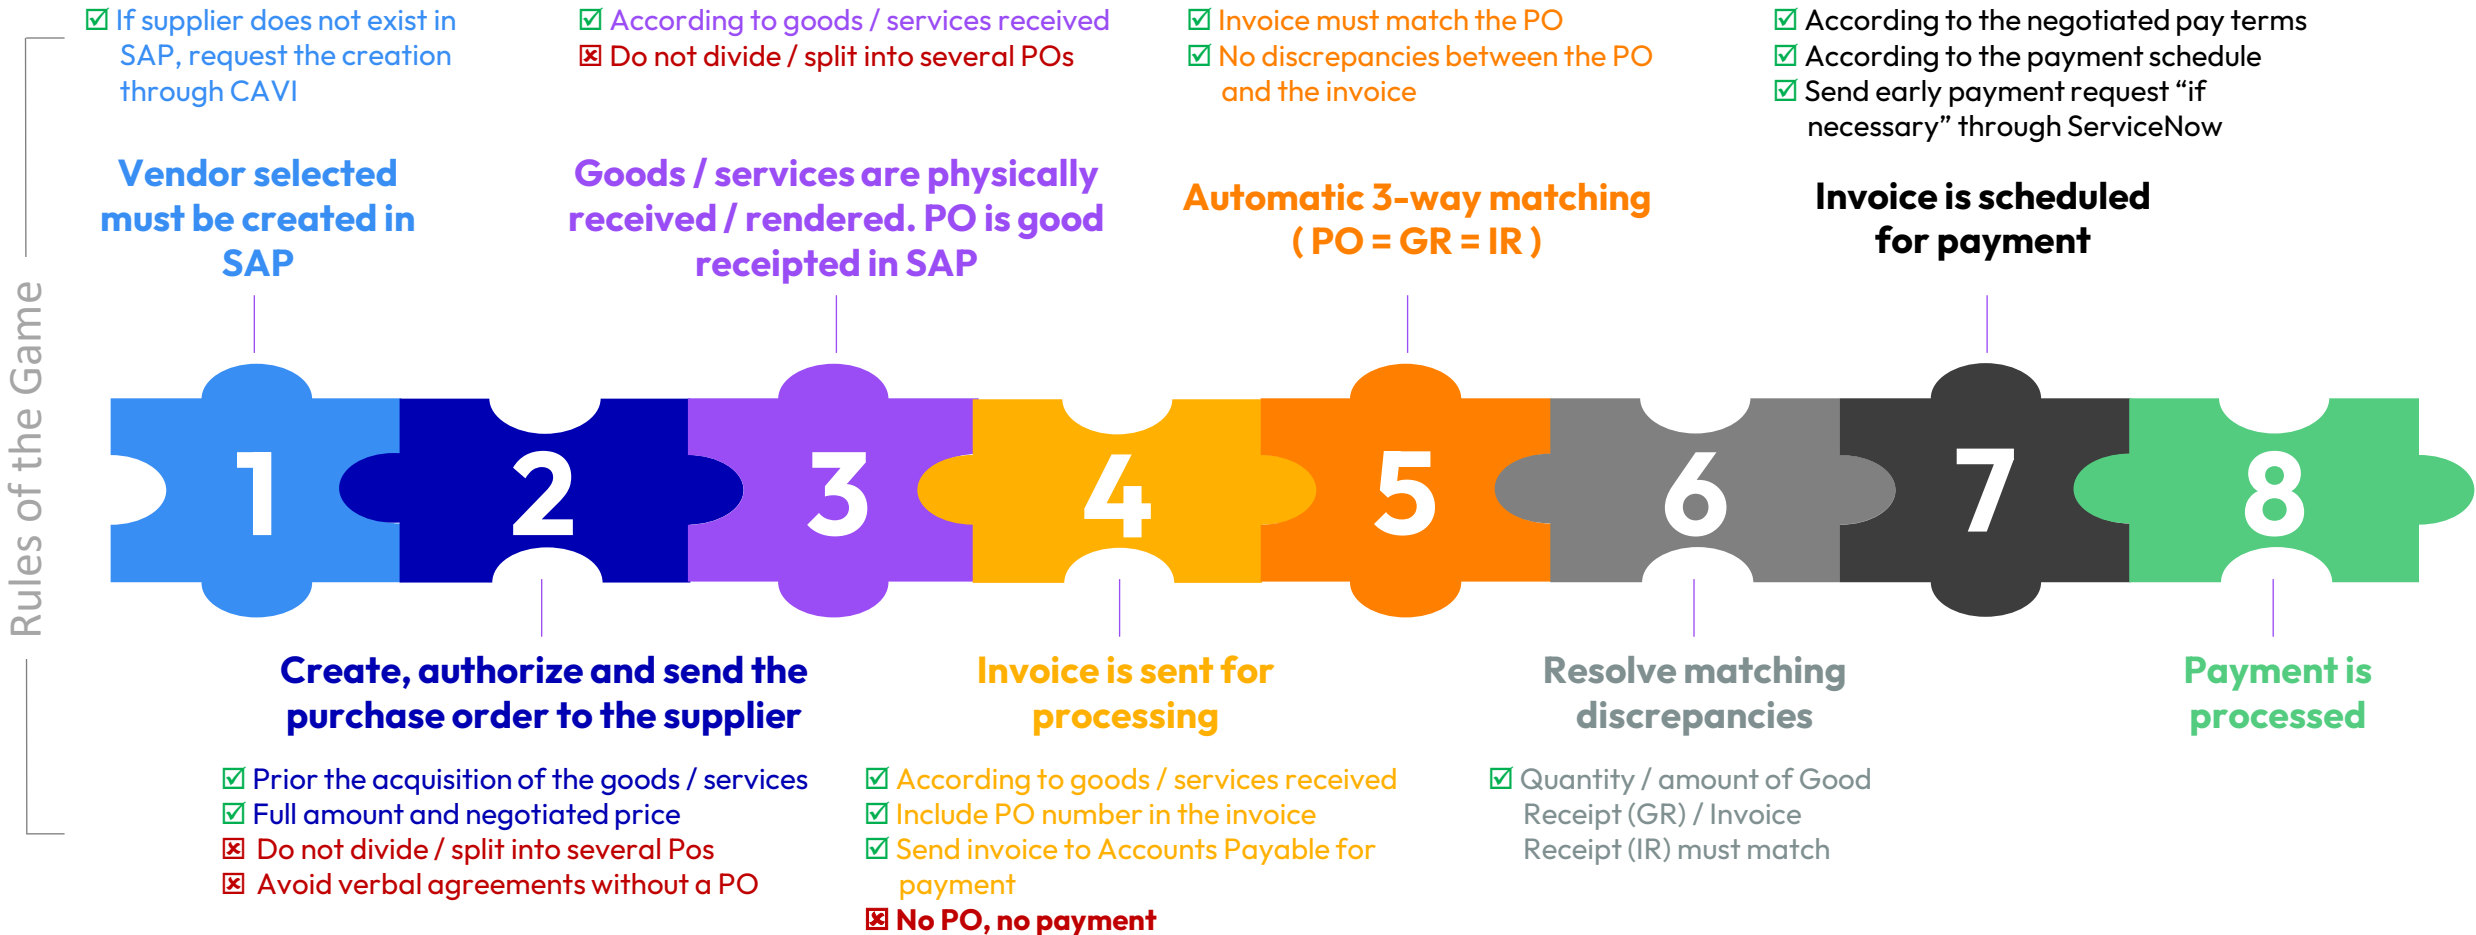 ☑ If supplier does not exist in
SAP, request the creation
through CAVI
☑ According to goods / services received
☒ Do not divide / split into several POs
☑ Invoice must match the PO
☑ No discrepancies between the PO
and the invoice
☑ According to the negotiated pay terms
☑ According to the payment schedule
☑ Send early payment request “if
necessary” through ServiceNow
Vendor selected
must be created in
SAP
Goods / services are physically
received / rendered. PO is good
receipted in SAP
Automatic 3-way matching
( PO = GR = IR )
Invoice is scheduled
for payment
Rules of the Game
1
2
3
4
5
6
7
8
Create, authorize and send the
purchase order to the supplier
☑ Prior the acquisition of the goods / services
☑ Full amount and negotiated price
☒ Do not divide / split into several Pos
☒ Avoid verbal agreements without a PO
Invoice is sent for
processing
☑ According to goods / services received
☑ Include PO number in the invoice
☑ Send invoice to Accounts Payable for
payment
☒ No PO, no payment
Resolve matching
discrepancies
☑ Quantity / amount of Good
Receipt (GR) / Invoice
Receipt (IR) must match
Payment is
processed